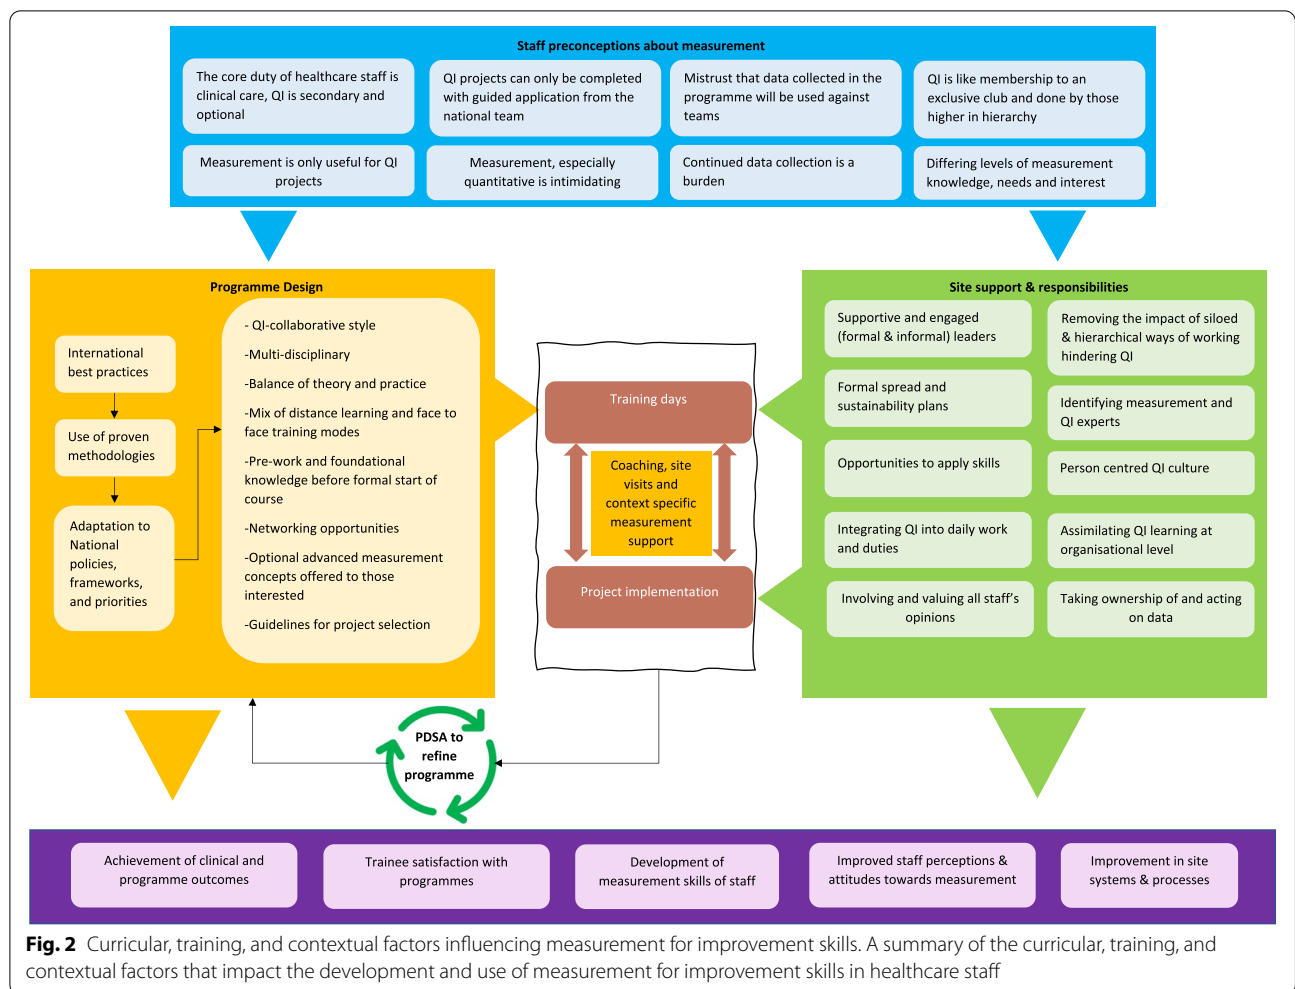 Staff preconceptions about measurement
The core duty of healthcare staff is
clinical care, QI is secondary and
optional
QI projects can only be completed
with guided application from the
national team
Mistrust that data collected in the
programme will be used against
teams
QI is like membership to an
exclusive club and done by those
higher in hierarchy
Measurement is only useful for QI
projects
Measurement, especially
quantitative is intimidating
Continued data collection is a
burden
Differing levels of measurement
knowledge, needs and interest
Programme Design
International
best practices
Use of proven
methodologies
Adaptation to
National
policies,
frameworks,
and priorities
- QI-collaborative style
-Multi-disciplinary
-Balance of theory and practice
-Mix of distance learning and face to
face training modes
-Pre-work and foundational
knowledge before formal start of
course
-Networking opportunities
-Optional advanced measurement
concepts offered to those
interested
-Guidelines for project selection
Training days
Coaching, site
visits and
context specific
measurement
support
Project implementation
Site support & responsibilities
Supportive and engaged
(formal & informal) leaders
Removing the impact of siloed
& hierarchical ways of working
hindering QI
Formal spread and
sustainability plans
Identifying measurement and
QI experts
Opportunities to apply skills
Person centred QI culture
Integrating QI into daily work
and duties
Assimilating QI learning at
organisational level
Involving and valuing all staff's
opinions
Taking ownership of and acting
on data
PDSA to
refine
programme
Achievement of clinical and
programme outcomes
Trainee satisfaction with
programmes
Development of
measurement skills of staff
Improved staff perceptions &
attitudes towards measurement
Improvement in site
systems & processes
Fig. 2 Curricular, training, and contextual factors influencing measurement for improvement skills. A summary of the curricular, training, and
contextual factors that impact the development and use of measurement for improvement skills in healthcare staff